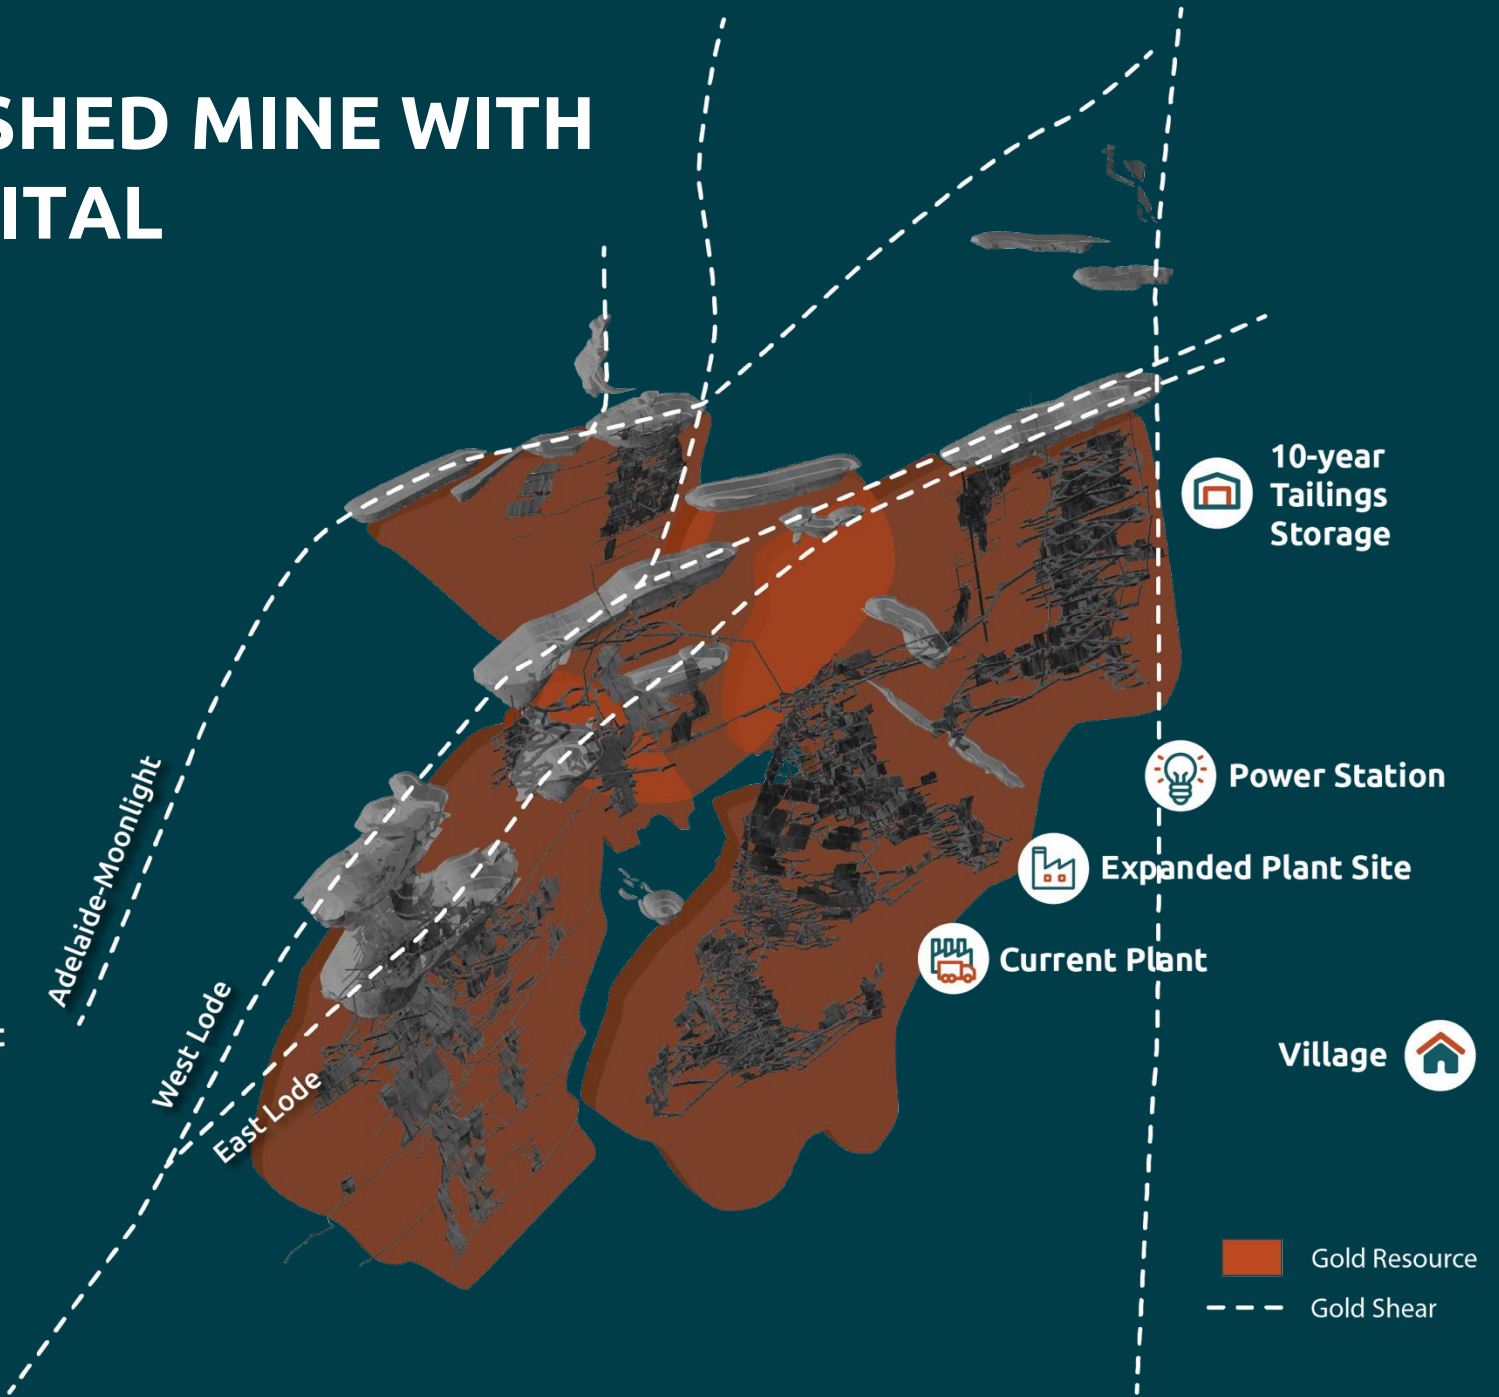 SHED MINE WITH
ITAL
10-year
Tailings
Storage
Power Station
Expanded Plant Site
Current Plant
Village
Adelaide-Moonlight
West Lode
East Lode
Gold Resource
Gold Shear